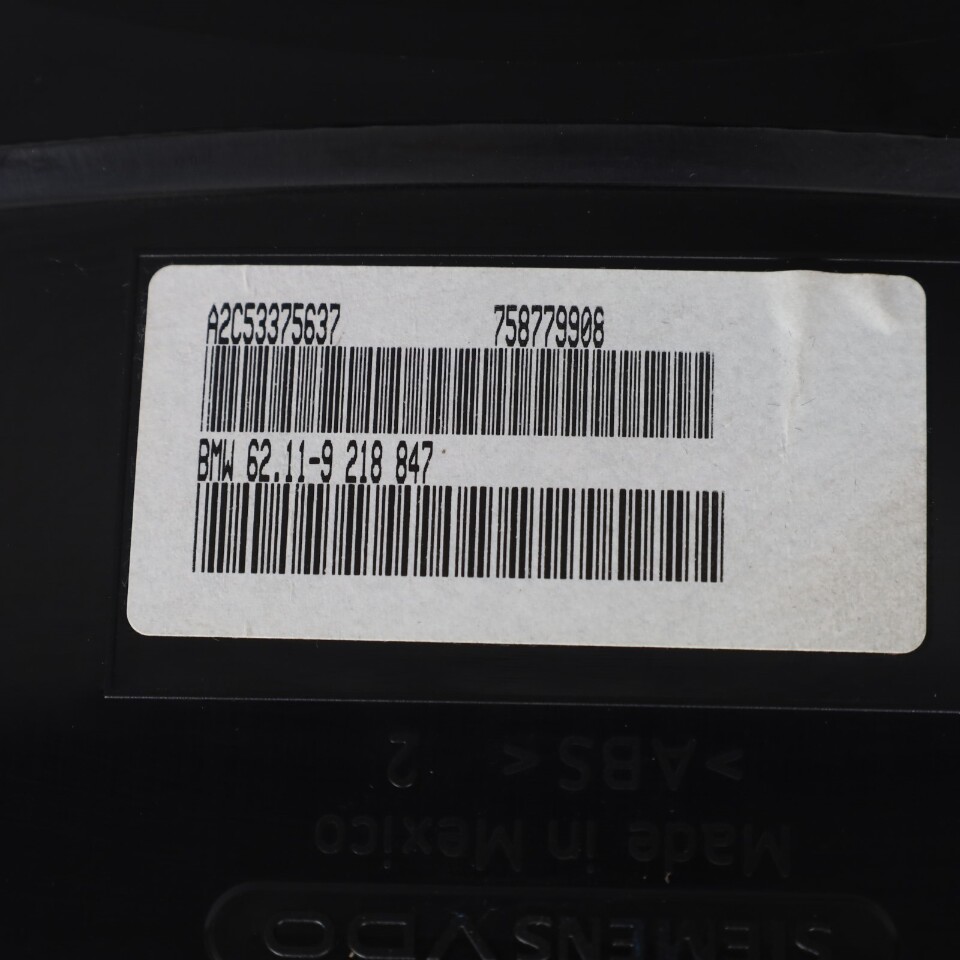 A2C53375637 758779908
BMW 62.11-9 218 847
>ABS< 2
Made in Mexico
SIEMENS VDO